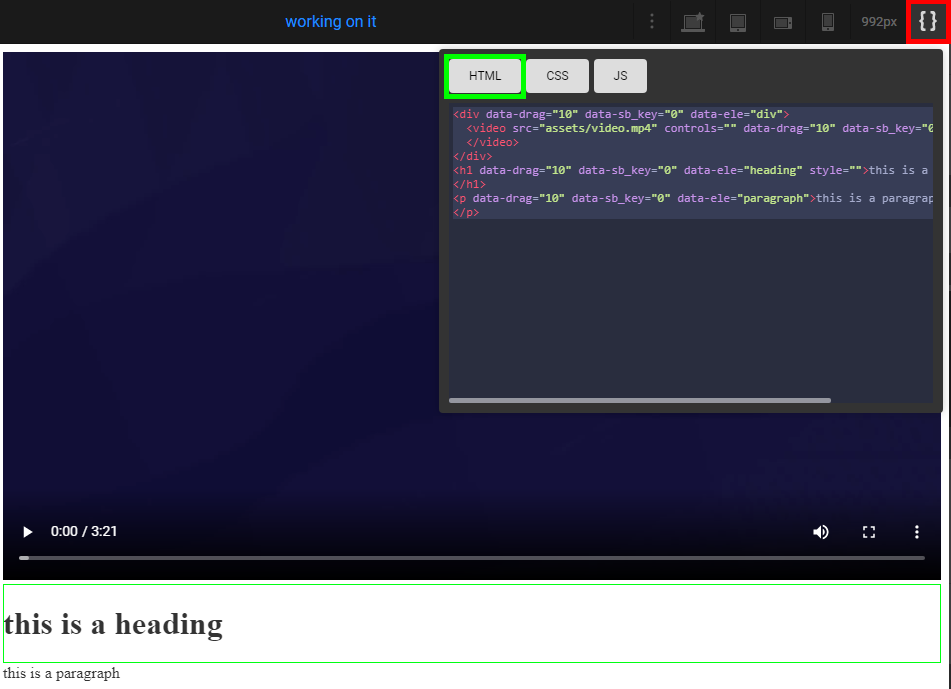 working on it
992px
{ }
HTML CSS JS
<div data-drag="10" data-sb_key="0" data-ele="div">
<video src="assets/video.mp4" controls="" data-drag="10" data-sb_key="0
</video>
</div>
<h1 data-drag="10" data-sb_key="0" data-ele="heading" style="">this is a
</h1>
<p data-drag="10" data-sb_key="0" data-ele="paragraph">this is a paragrap
</p>
0:00 / 3:21
this is a heading
this is a paragraph